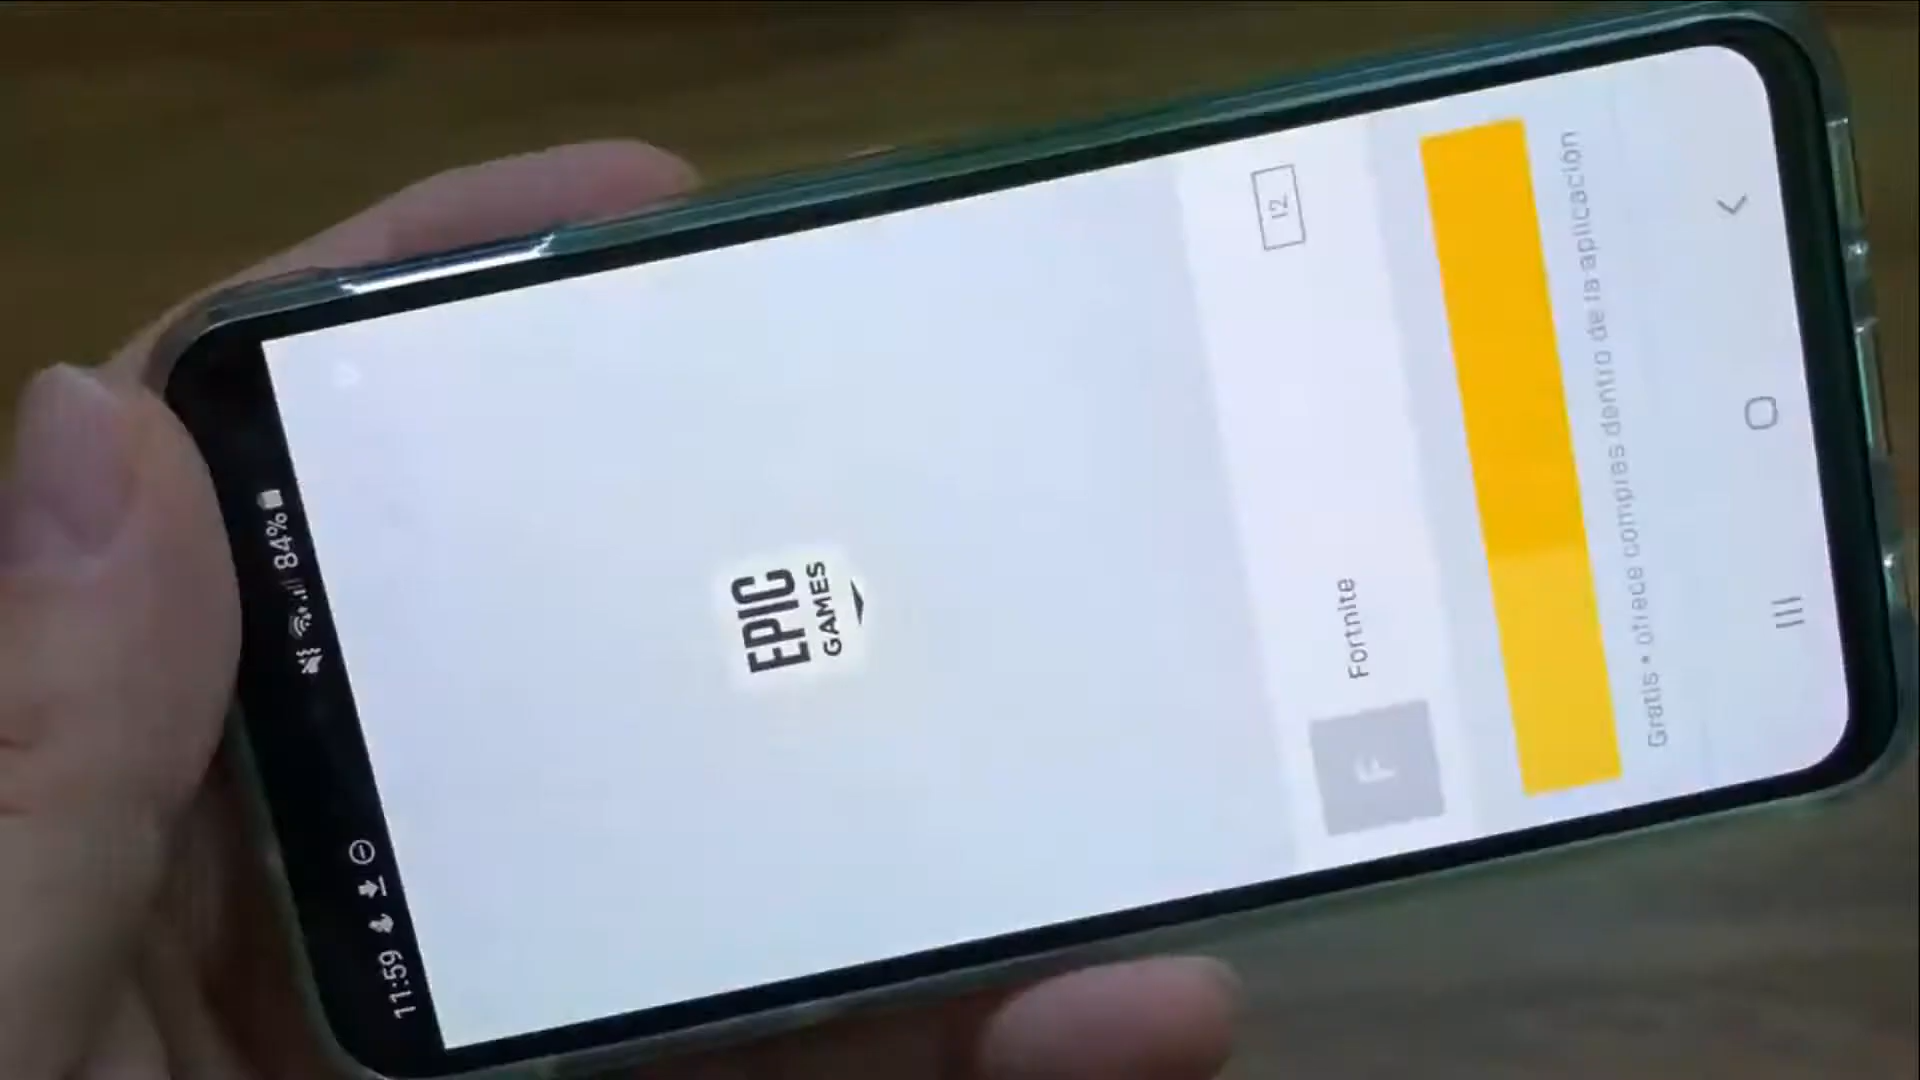 11:59
84%
EPIC
GAMES
12
Fortnite
F
Gratis • ofrece compras dentro de la aplicación